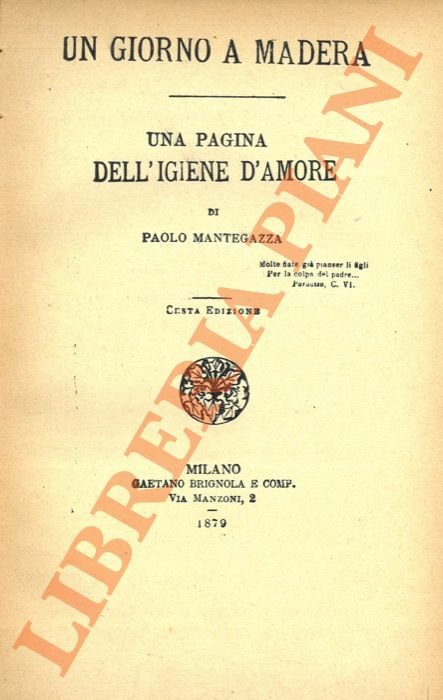 UN GIORNO A MADERA
UNA PAGINA
DELL'IGIENE D'AMORE
DI
PAOLO MANTEGAZZA
Molte fiate già pianser li figli
Per la colpa del padre...
Paradiso, C. VI.
CESTA EDIZIONE
MILANO
GAETANO BRIGNOLA E COMP.
VIA MANZONI, 2
1879
LIBRERIA PIANI